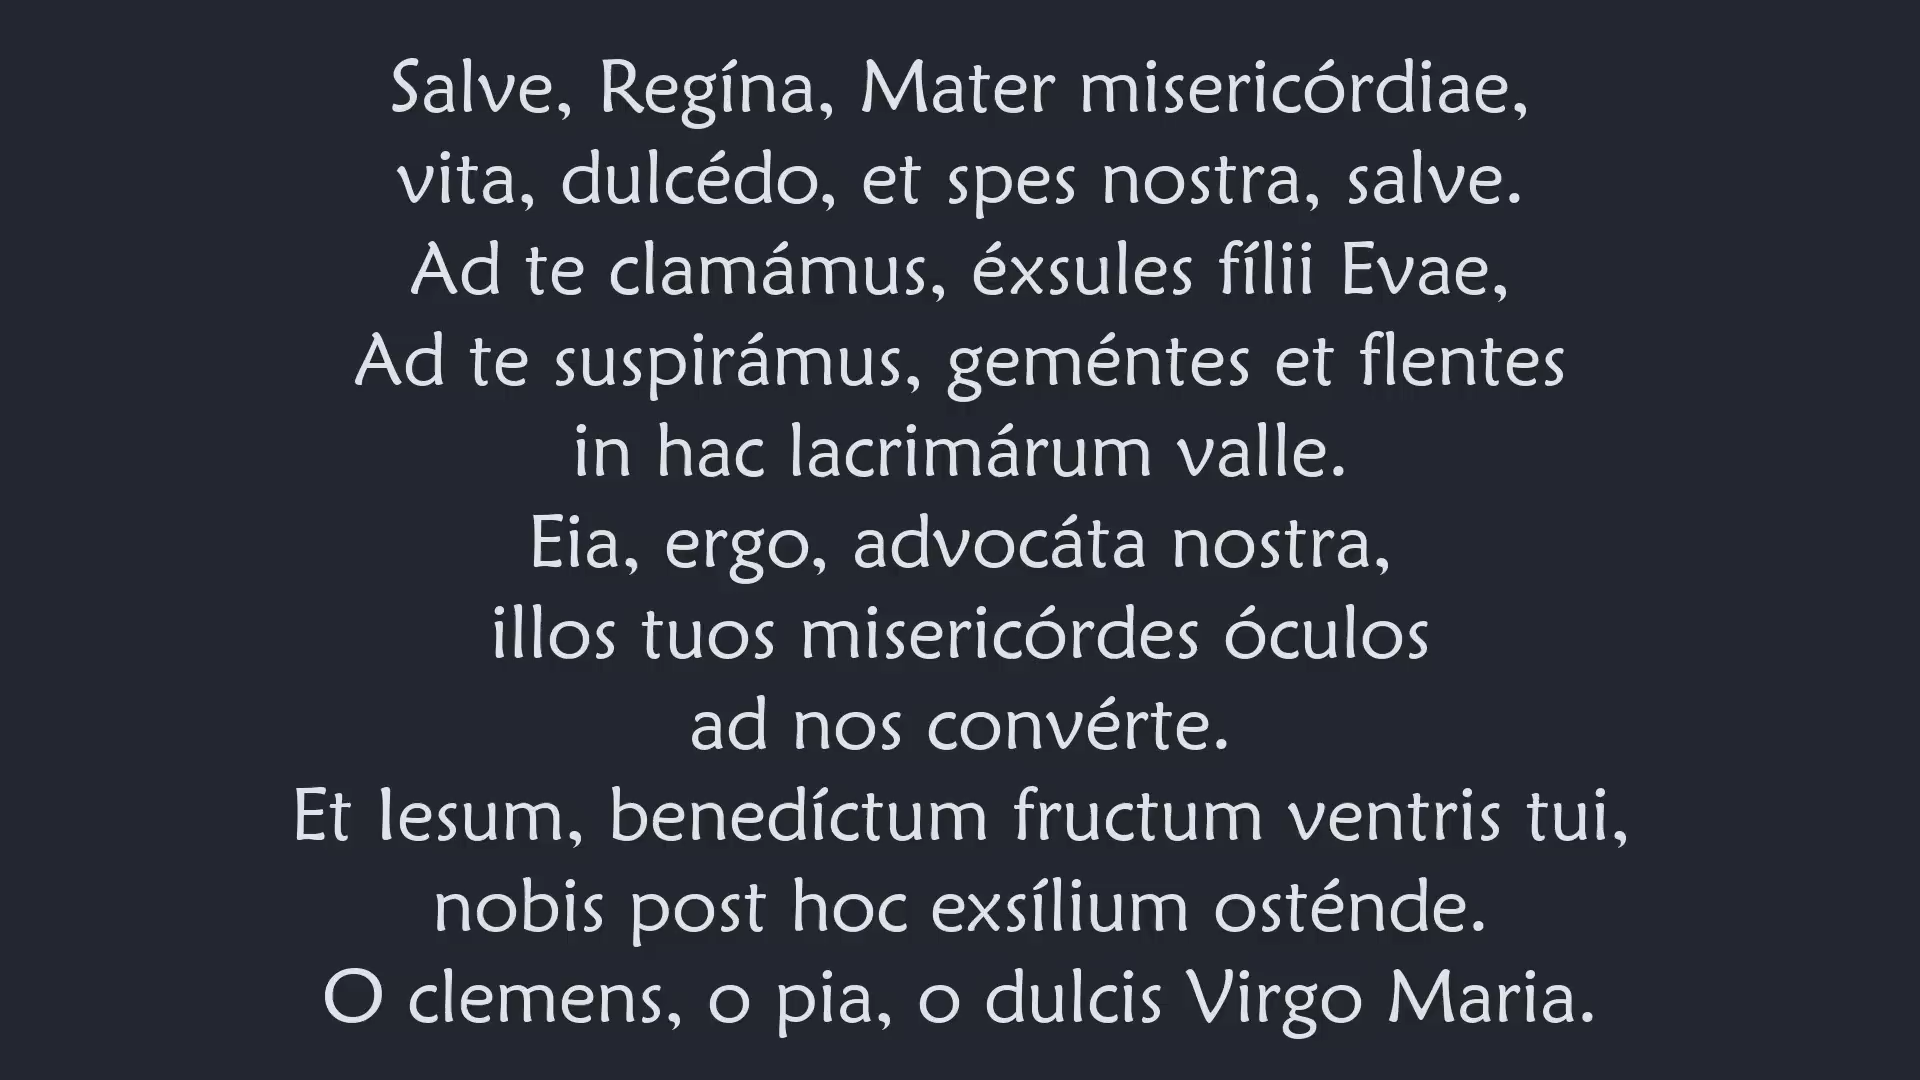 Salve, Regína, Mater misericórdiae,
vita, dulcédo, et spes nostra, salve.
Ad te clamámus, éxsules fílii Evae,
Ad te suspirámus, geméntes et flentes
in hac lacrimárum valle.
Eia, ergo, advocáta nostra,
illos tuos misericórdes óculos
ad nos convérte.
Et Iesum, benedíctum fructum ventris tui,
nobis post hoc exsílium osténde.
O clemens, o pia, o dulcis Virgo Maria.